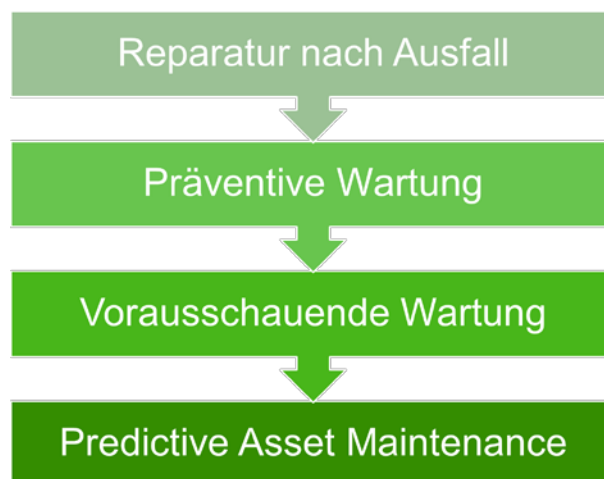 Reparatur nach Ausfall
Präventive Wartung
Vorausschauende Wartung
Predictive Asset Maintenance